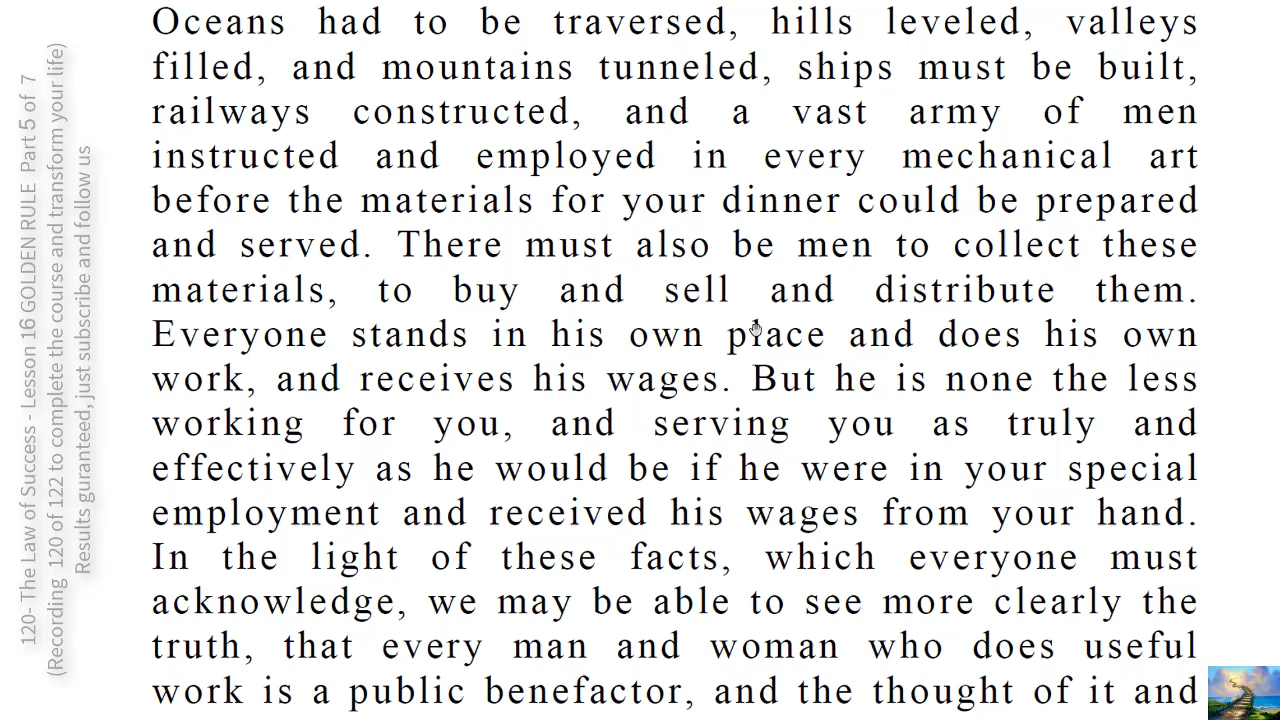 Oceans had to be traversed, hills leveled, valleys
filled, and mountains tunneled, ships must be built,
railways constructed, and a vast army of men
instructed and employed in every mechanical art
before the materials for your dinner could be prepared
and served. There must also be men to collect these
materials, to buy and sell and distribute them.
Everyone stands in his own place and does his own
work, and receives his wages. But he is none the less
working for you, and serving you as truly and
effectively as he would be if he were in your special
employment and received his wages from your hand.
In the light of these facts, which everyone must
acknowledge, we may be able to see more clearly the
truth, that every man and woman who does useful
work is a public benefactor, and the thought of it and
120- The Law of Success - Lesson 16 GOLDEN RULE Part 5 of 7
(Recording 120 of 122 to complete the course and transform your life)
Results guranteed, just subscribe and follow us